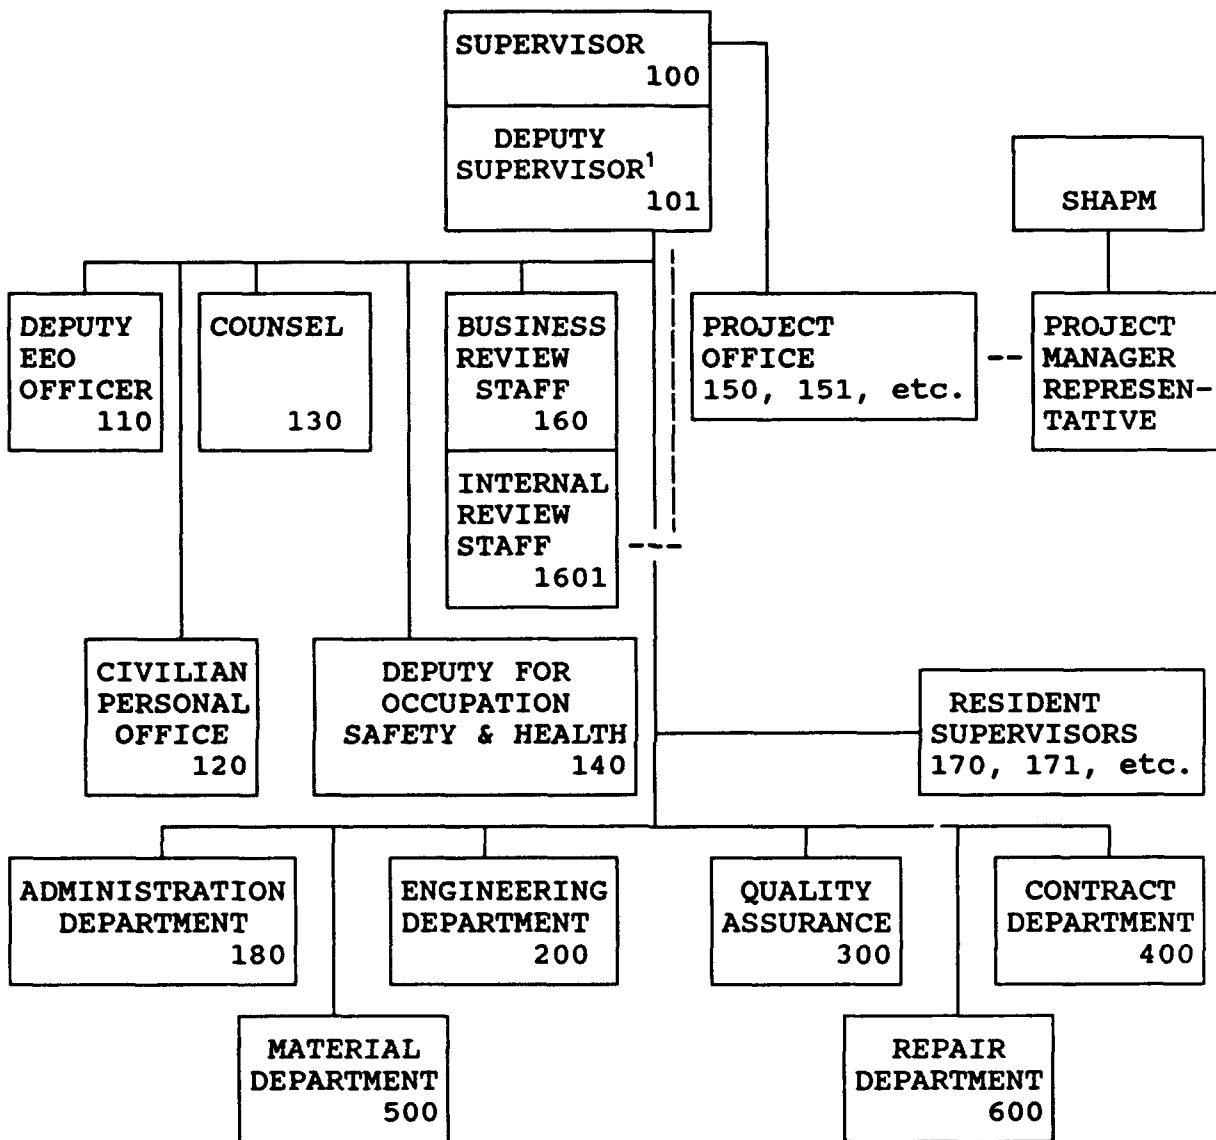 SUPERVISOR
100
DEPUTY
SUPERVISOR¹
101
SHAPM
DEPUTY
EEO
OFFICER
110
COUNSEL
130
BUSINESS
REVIEW
STAFF
160
INTERNAL
REVIEW
STAFF
1601
PROJECT
OFFICE
150, 151, etc.
PROJECT
MANAGER
REPRESEN-
TATIVE
CIVILIAN
PERSONAL
OFFICE
120
DEPUTY FOR
OCCUPATION
SAFETY & HEALTH
140
RESIDENT
SUPERVISORS
170, 171, etc.
ADMINISTRATION
DEPARTMENT
180
ENGINEERING
DEPARTMENT
200
QUALITY
ASSURANCE
300
CONTRACT
DEPARTMENT
400
MATERIAL
DEPARTMENT
500
REPAIR
DEPARTMENT
600